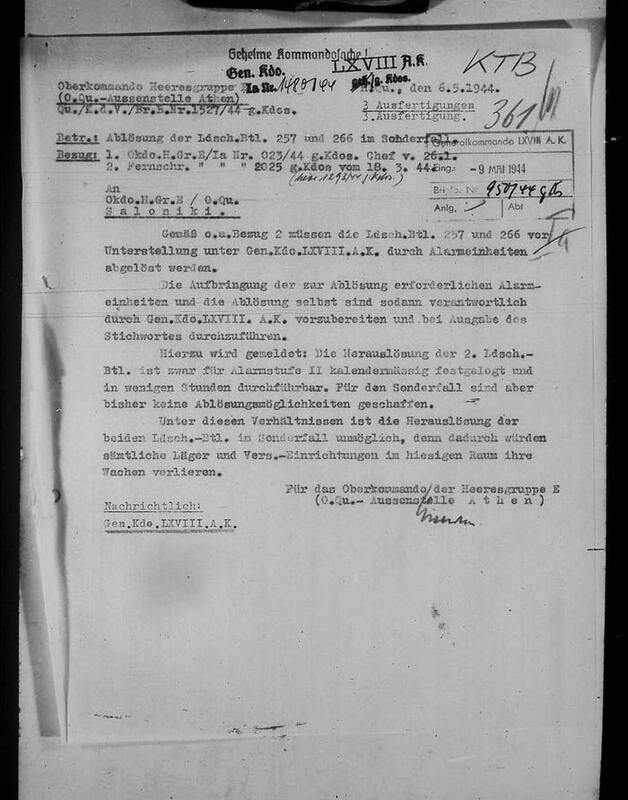 Geheime Kommandosache!
Gen. Kdo. LXVIII A.K.
KTB
Oberkommando Heeresgruppe
H.Qu., den 6.5.1944.
(O.Qu.-Aussenstelle Athen)
Qu./K.d.V./Br.B.Nr.1527/44 g.Kdos.
3 Ausfertigungen
3.Ausfertigung.
361
Betr.: Ablösung der Ldsch.Btl. 257 und 266 im Sonderfall.
Generalkommando LXVIII A.K.
Bezug: 1. Okdo.H.Gr.E/Ia Nr. 023/44 g.Kdos. Chef v. 26.1.
2. Fernschr. " " " 2025 g.Kdos vom 18. 3. 44.
Eing.: - 9 MAI 1944
Briefb. Nr. 950/44 g.
Anlg. Abt
An
Okdo.H.Gr.E / O.Qu.
Saloniki.
Gemäß o.u.Bezug 2 müssen die Ldsch.Btl. 257 und 266 vor
Unterstellung unter Gen.Kdo.LXVIII.A.K. durch Alarmeinheiten
abgelöst werden.
Die Aufbringung der zur Ablösung erforderlichen Alarm-
einheiten und die Ablösung selbst sind sodann verantwortlich
durch Gen.Kdo.LXVIII. A.K. vorzubereiten und bei Ausgabe des
Stichwortes durchzuführen.
Hierzu wird gemeldet: Die Herauslösung der 2. Ldsch.-
Btl. ist zwar für Alarmstufe II kalendermässig festgelegt und
in wenigen Stunden durchführbar. Für den Sonderfall sind aber
bisher keine Ablösungsmöglichkeiten geschaffen.
Unter diesen Verhältnissen ist die Herauslösung der
beiden Ldsch.-Btl. im Sonderfall unmöglich, denn dadurch würden
sämtliche Läger und Vers.-Einrichtungen im hiesigen Raum ihre
Wachen verlieren.
Für das Oberkommando der Heeresgruppe E
(O.Qu.- Aussenstelle Athen)
Nachrichtlich:
Gen.Kdo.LXVIII.A.K.